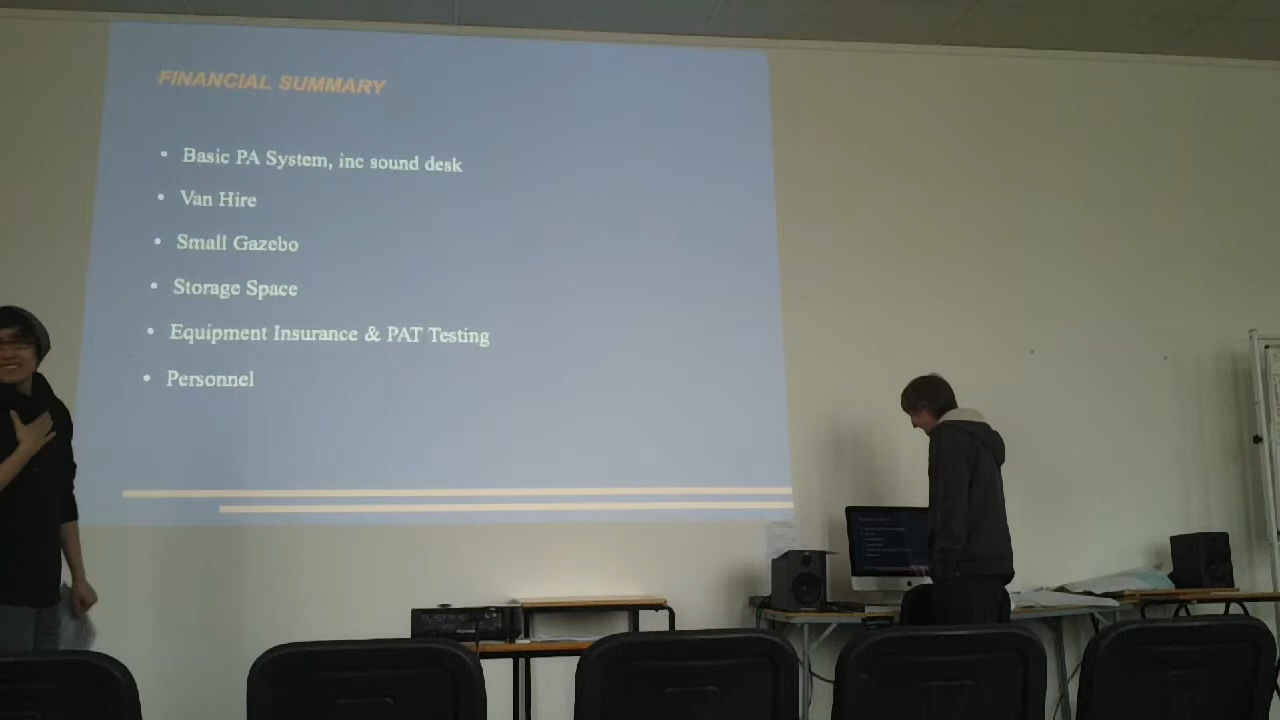 FINANCIAL SUMMARY
• Basic PA System, inc sound desk
• Van Hire
• Small Gazebo
• Storage Space
• Equipment Insurance & PAT Testing
• Personnel